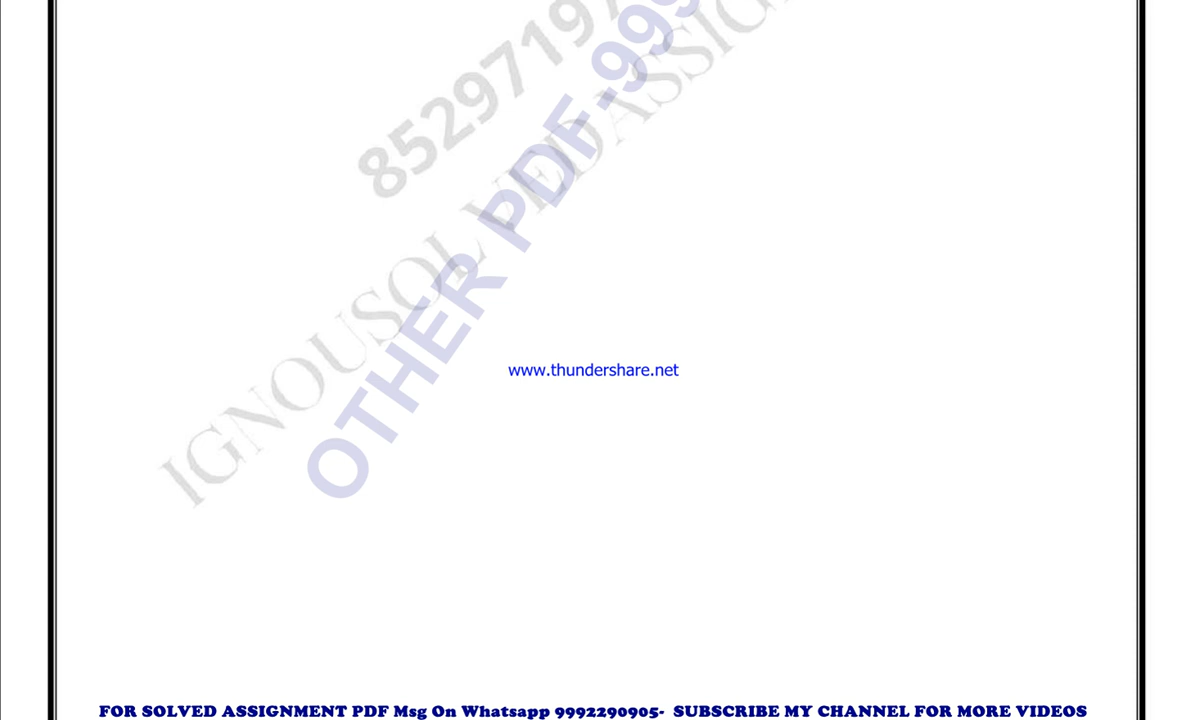 8529719
OTHER PDF-999
IGNOUSOLVEDASSIG
www.thundershare.net
FOR SOLVED ASSIGNMENT PDF Msg On Whatsapp 9992290905- SUBSCRIBE MY CHANNEL FOR MORE VIDEOS